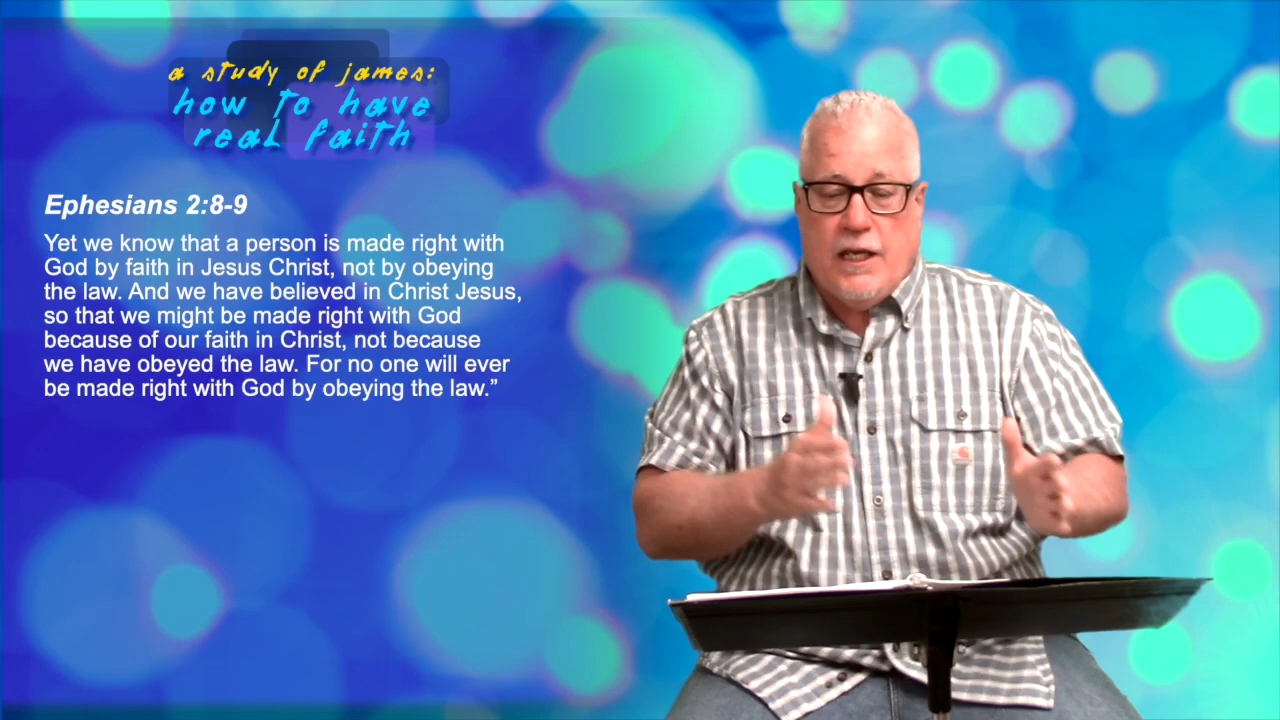 a study of james:
how to have
real faith
Ephesians 2:8-9
Yet we know that a person is made right with
God by faith in Jesus Christ, not by obeying
the law. And we have believed in Christ Jesus,
so that we might be made right with God
because of our faith in Christ, not because
we have obeyed the law. For no one will ever
be made right with God by obeying the law.”